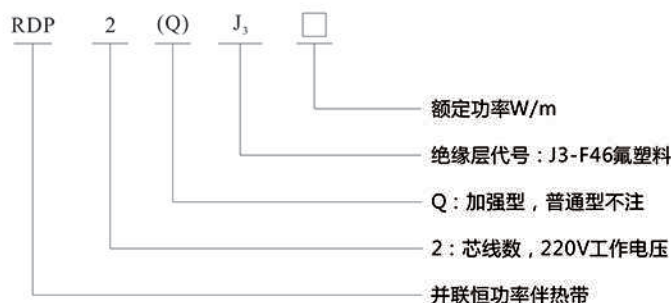 RDP 2 (Q) J₃ □
额定功率W/m
绝缘层代号：J3-F46氟塑料
Q：加强型，普通型不注
2：芯线数，220V工作电压
并联恒功率伴热带